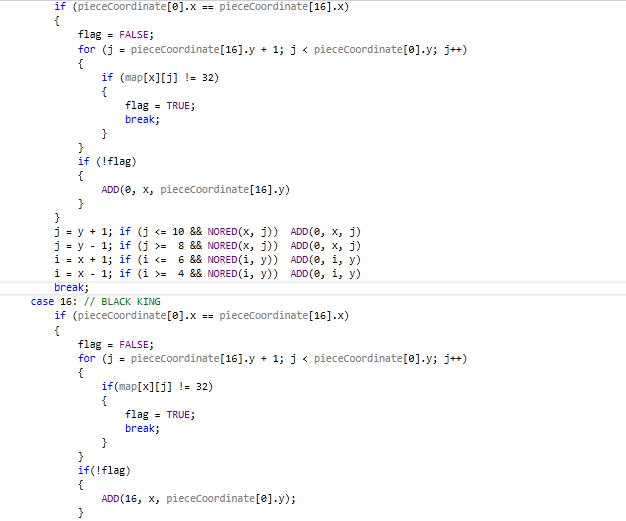 if (pieceCoordinate[0].x == pieceCoordinate[16].x)
{
flag = FALSE;
for (j = pieceCoordinate[16].y + 1; j < pieceCoordinate[0].y; j++)
{
if (map[x][j] != 32)
{
flag = TRUE;
break;
}
}
if (!flag)
{
ADD(0, x, pieceCoordinate[16].y)
}
}
j = y + 1; if (j <= 10 && NORED(x, j))  ADD(0, x, j)
j = y - 1; if (j >=  8 && NORED(x, j))  ADD(0, x, j)
i = x + 1; if (i <=  6 && NORED(i, y))  ADD(0, i, y)
i = x - 1; if (i >=  4 && NORED(i, y))  ADD(0, i, y)
break;
case 16: // BLACK KING
if (pieceCoordinate[0].x == pieceCoordinate[16].x)
{
flag = FALSE;
for (j = pieceCoordinate[16].y + 1; j < pieceCoordinate[0].y; j++)
{
if(map[x][j] != 32)
{
flag = TRUE;
break;
}
}
if(!flag)
{
ADD(16, x, pieceCoordinate[0].y);
}